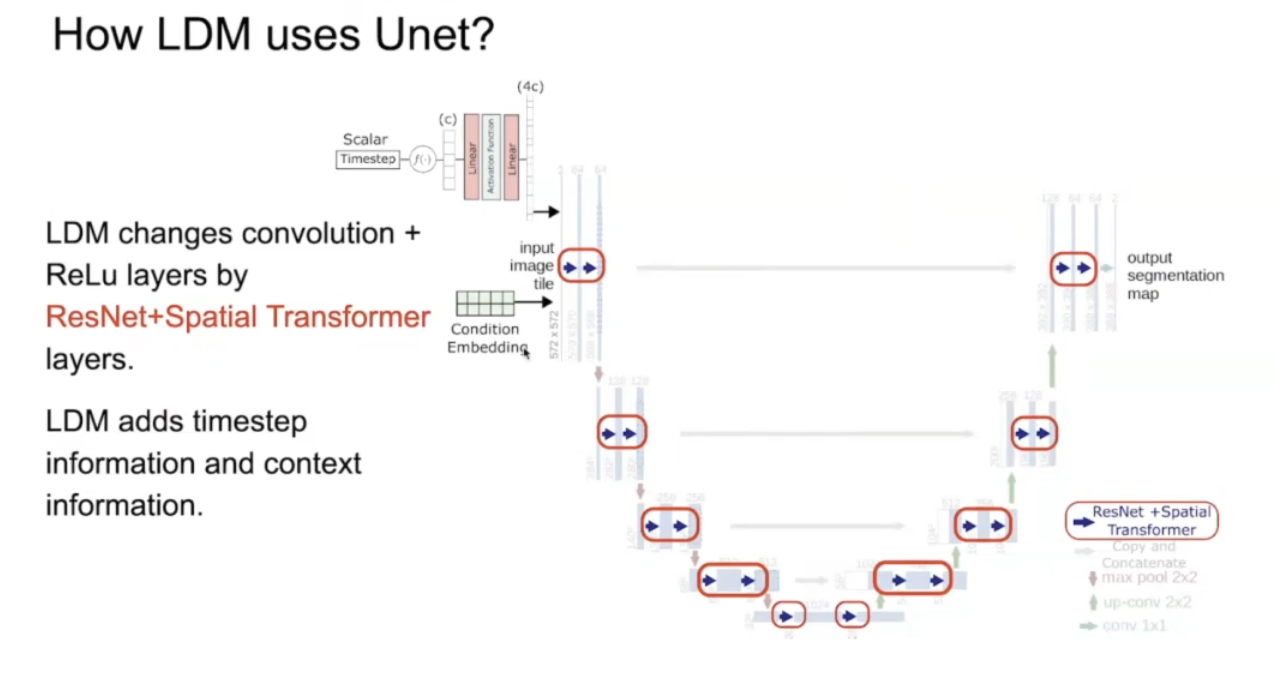 How LDM uses Unet?
(4c)
(c)
Scalar
Timestep
f(·)
Linear
Activation Function
Linear
LDM changes convolution +
ReLu layers by
ResNet+Spatial Transformer
layers.
LDM adds timestep
information and context
information.
input
image
tile
Condition
Embedding
572 x 572
64
64
128 128
256
256
512
1024
512
256
256
128
128
64
64
2
output
segmentation
map
ResNet +Spatial
Transformer
Copy and
Concatenate
max pool 2x2
up-conv 2x2
conv 1x1